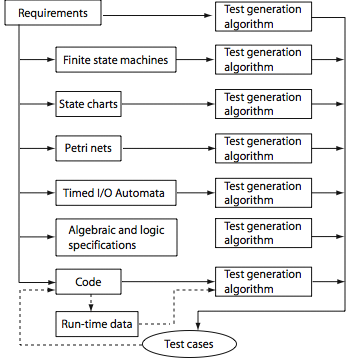 Requirements
Test generation
algorithm
Finite state machines
Test generation
algorithm
State charts
Test generation
algorithm
Petri nets
Test generation
algorithm
Timed I/O Automata
Test generation
algorithm
Algebraic and logic
specifications
Test generation
algorithm
Code
Test generation
algorithm
Run-time data
Test cases